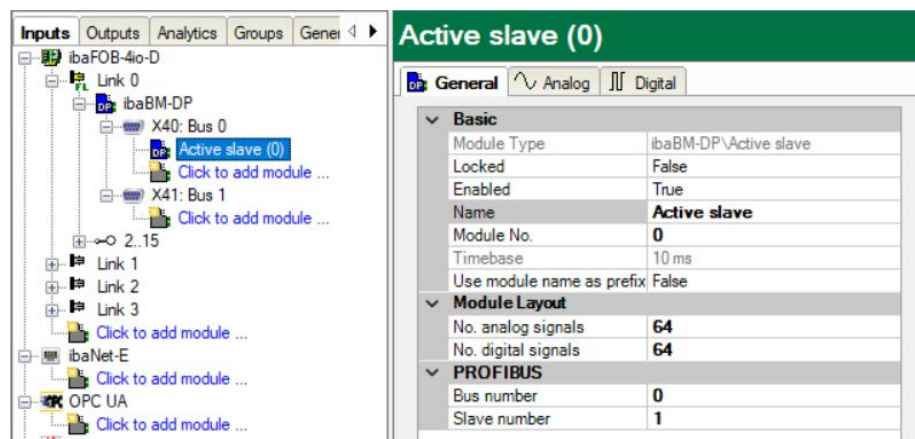 Inputs Outputs Analytics Groups
ibaFOB-4io-D
Link 0
ibaBM-DP
X40: Bus 0
Active slave (0)
Click to add module ...
X41: Bus 1
Click to add module ...
2..15
Link 1
Link 2
Link 3
Click to add module ...
ibaNet-E
Click to add module ...
OPC UA
Click to add module ...
Active slave (0)
General Analog Digital
Basic
Module Type ibaBM-DP\Active slave
Locked False
Enabled True
Name Active slave
Module No. 0
Timebase 10 ms
Use module name as prefix False
Module Layout
No. analog signals 64
No. digital signals 64
PROFIBUS
Bus number 0
Slave number 1